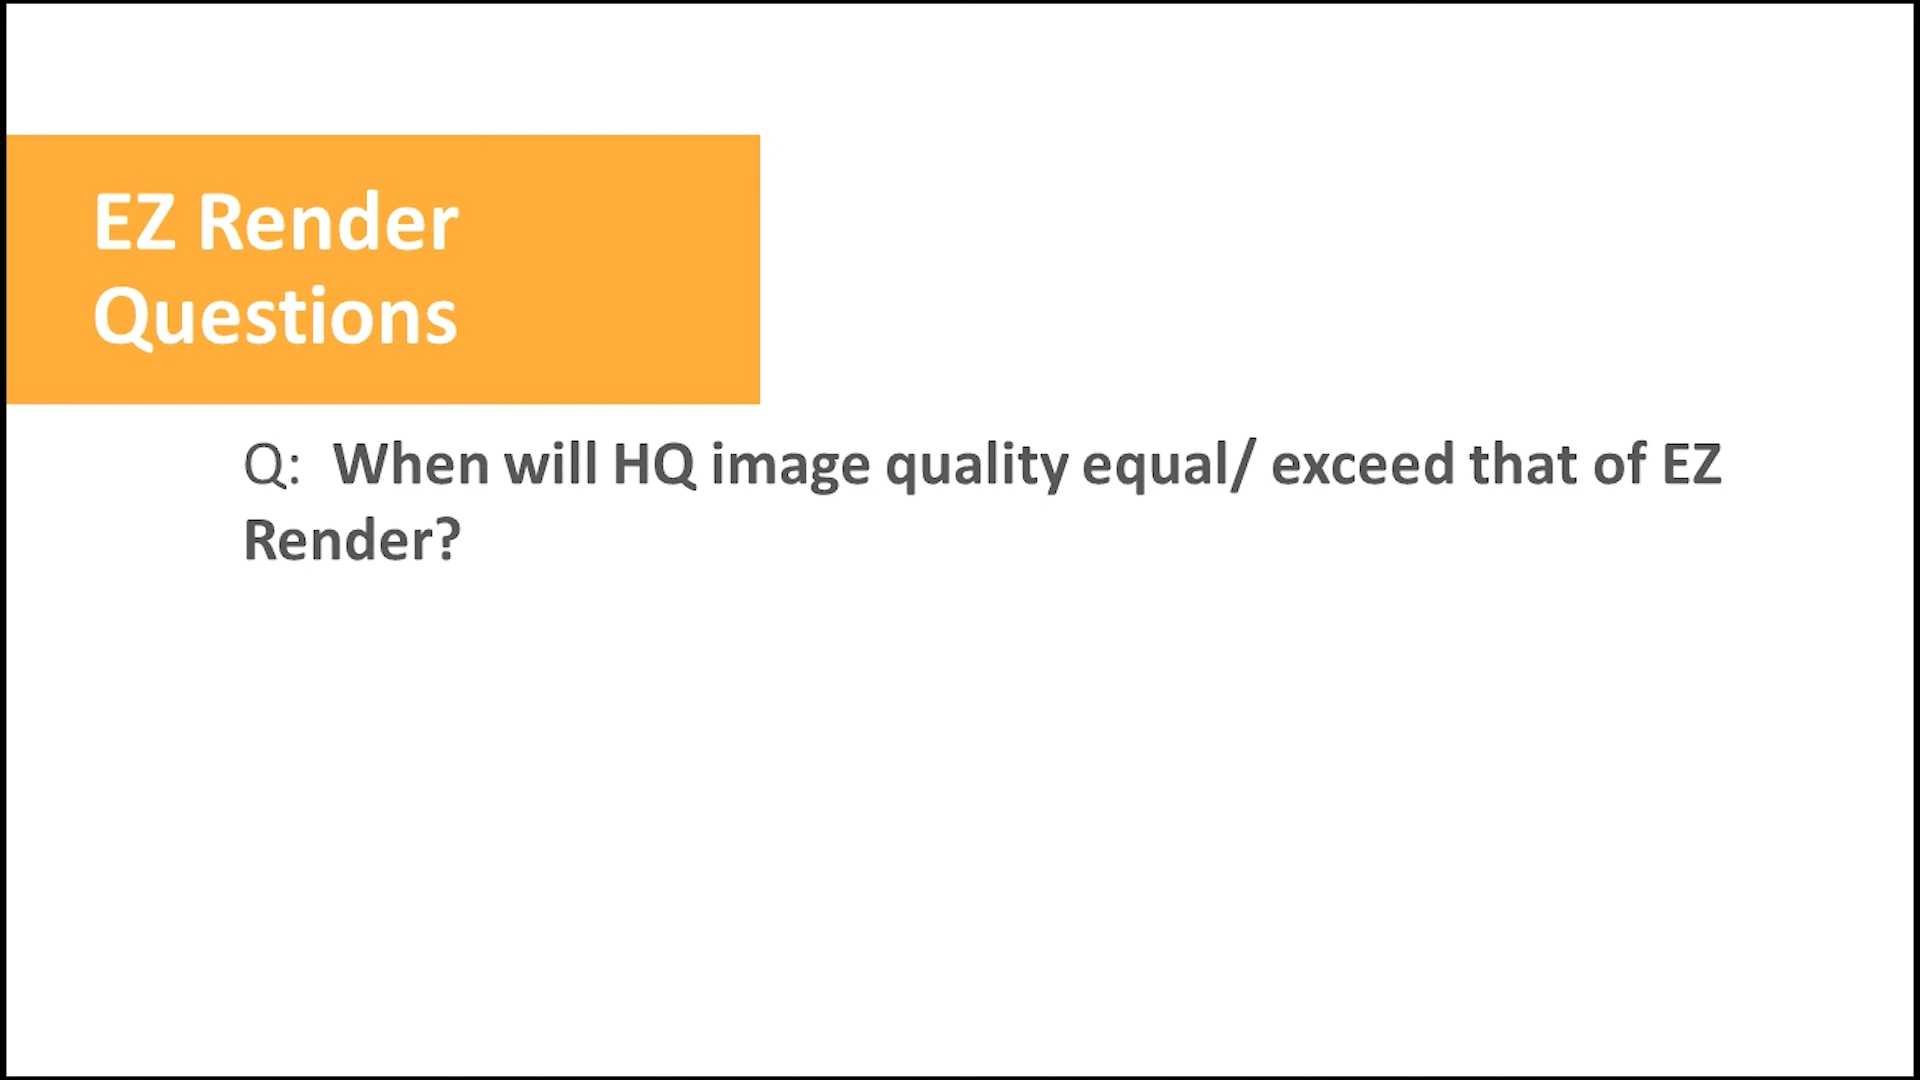 EZ Render
Questions
Q: When will HQ image quality equal/ exceed that of EZ
Render?